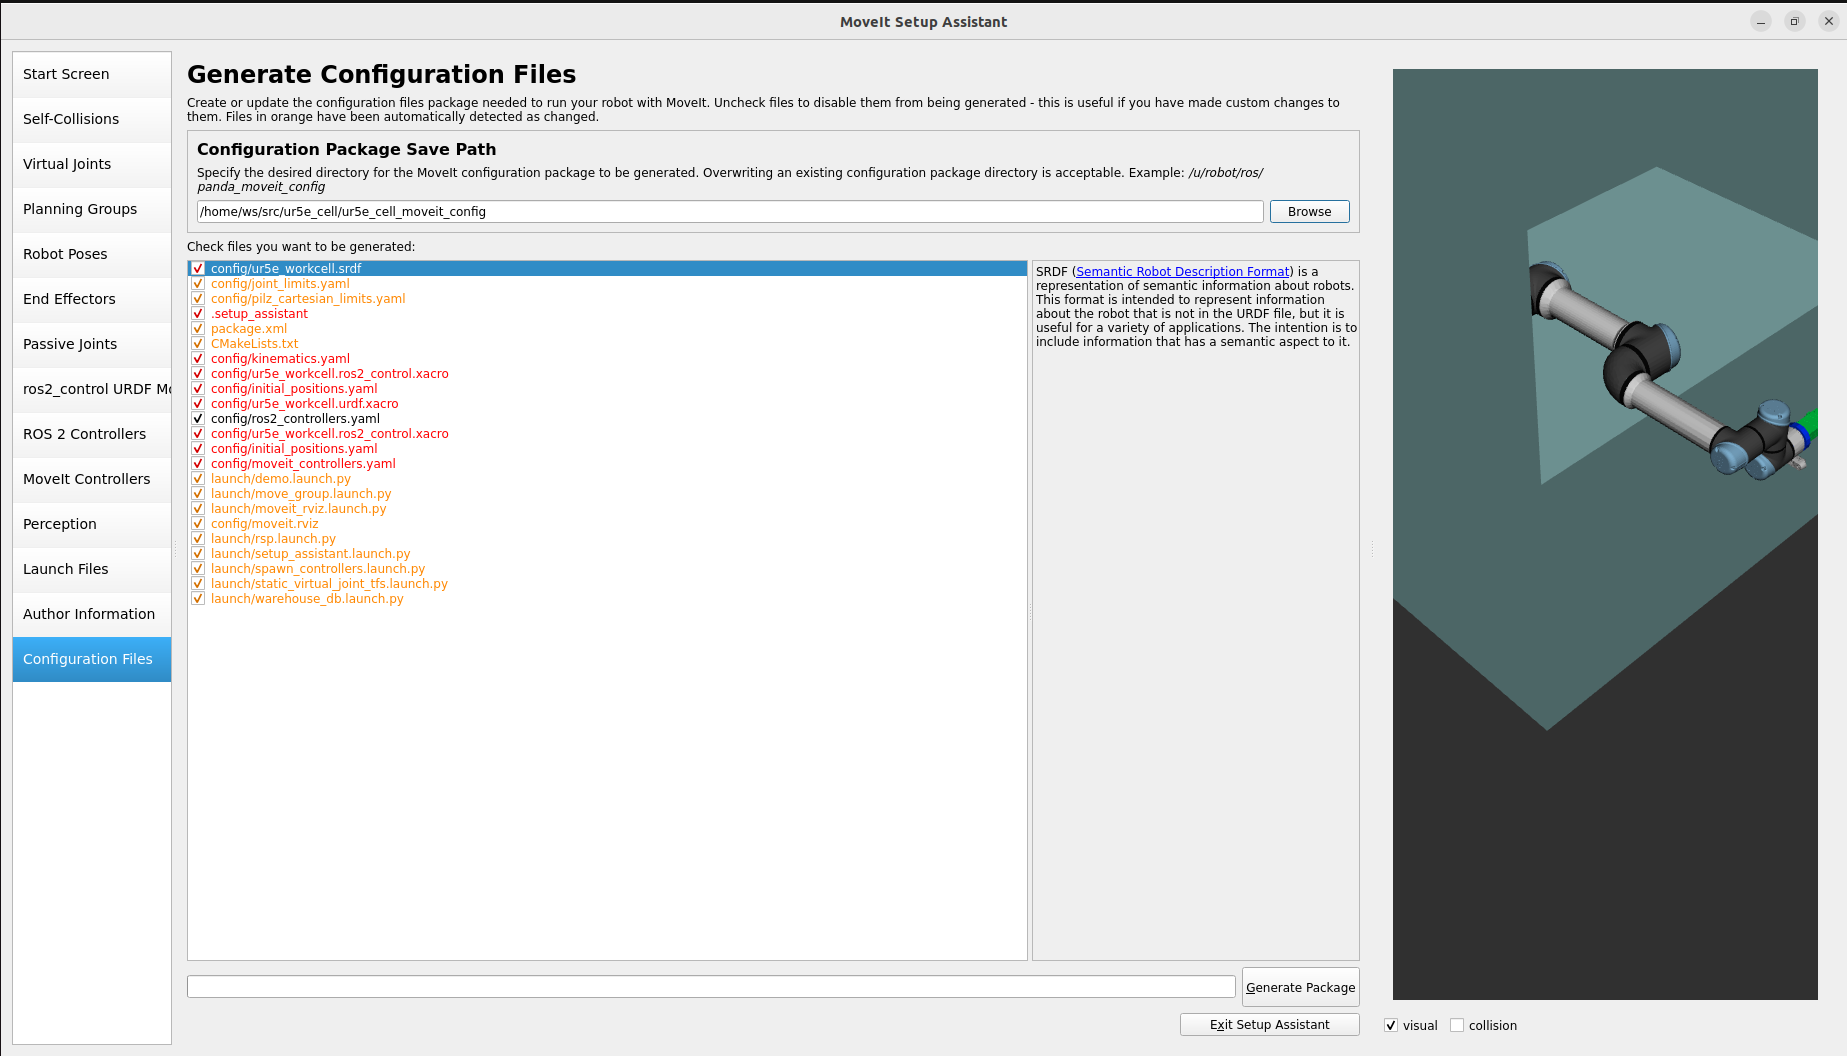 MoveIt Setup Assistant
Start Screen
Self-Collisions
Virtual Joints
Planning Groups
Robot Poses
End Effectors
Passive Joints
ros2_control URDF Mo
ROS 2 Controllers
MoveIt Controllers
Perception
Launch Files
Author Information
Configuration Files
Generate Configuration Files
Create or update the configuration files package needed to run your robot with MoveIt. Uncheck files to disable them from being generated - this is useful if you have made custom changes to
them. Files in orange have been automatically detected as changed.
Configuration Package Save Path
Specify the desired directory for the MoveIt configuration package to be generated. Overwriting an existing configuration package directory is acceptable. Example: /u/robot/ros/
panda_moveit_config
/home/ws/src/ur5e_cell/ur5e_cell_moveit_config
Browse
Check files you want to be generated:
config/ur5e_workcell.srdf
config/joint_limits.yaml
config/pilz_cartesian_limits.yaml
.setup_assistant
package.xml
CMakeLists.txt
config/kinematics.yaml
config/ur5e_workcell.ros2_control.xacro
config/initial_positions.yaml
config/ur5e_workcell.urdf.xacro
config/ros2_controllers.yaml
config/ur5e_workcell.ros2_control.xacro
config/initial_positions.yaml
config/moveit_controllers.yaml
launch/demo.launch.py
launch/move_group.launch.py
launch/moveit_rviz.launch.py
config/moveit.rviz
launch/rsp.launch.py
launch/setup_assistant.launch.py
launch/spawn_controllers.launch.py
launch/static_virtual_joint_tfs.launch.py
launch/warehouse_db.launch.py
SRDF (Semantic Robot Description Format) is a
representation of semantic information about robots.
This format is intended to represent information
about the robot that is not in the URDF file, but it is
useful for a variety of applications. The intention is to
include information that has a semantic aspect to it.
Generate Package
Exit Setup Assistant
visual
collision